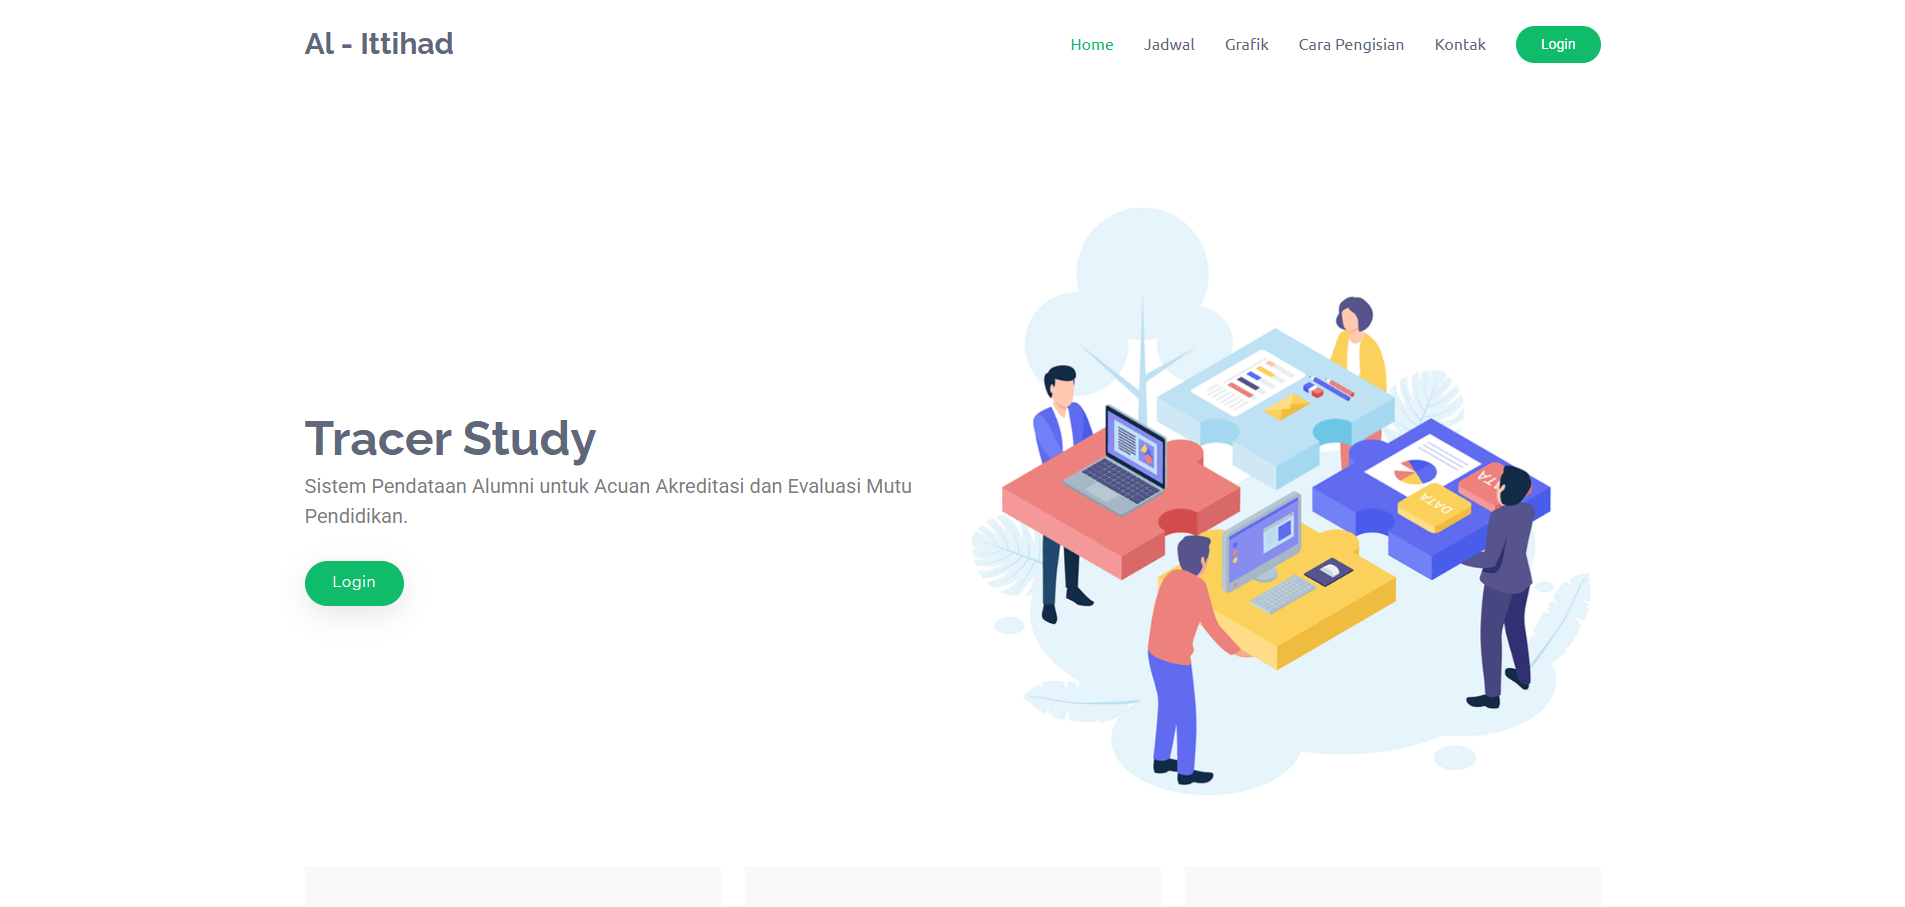 Al - Ittihad
Home
Jadwal
Grafik
Cara Pengisian
Kontak
Login
Tracer Study
Sistem Pendataan Alumni untuk Acuan Akreditasi dan Evaluasi Mutu
Pendidikan.
Login
DATA